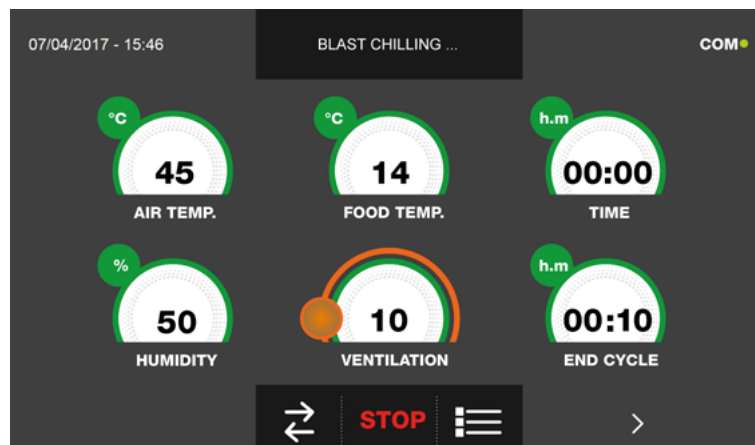 07/04/2017 - 15:46
BLAST CHILLING ...
COM
°C
45
AIR TEMP.
°C
14
FOOD TEMP.
h.m
00:00
TIME
%
50
HUMIDITY
10
VENTILATION
h.m
00:10
END CYCLE
STOP